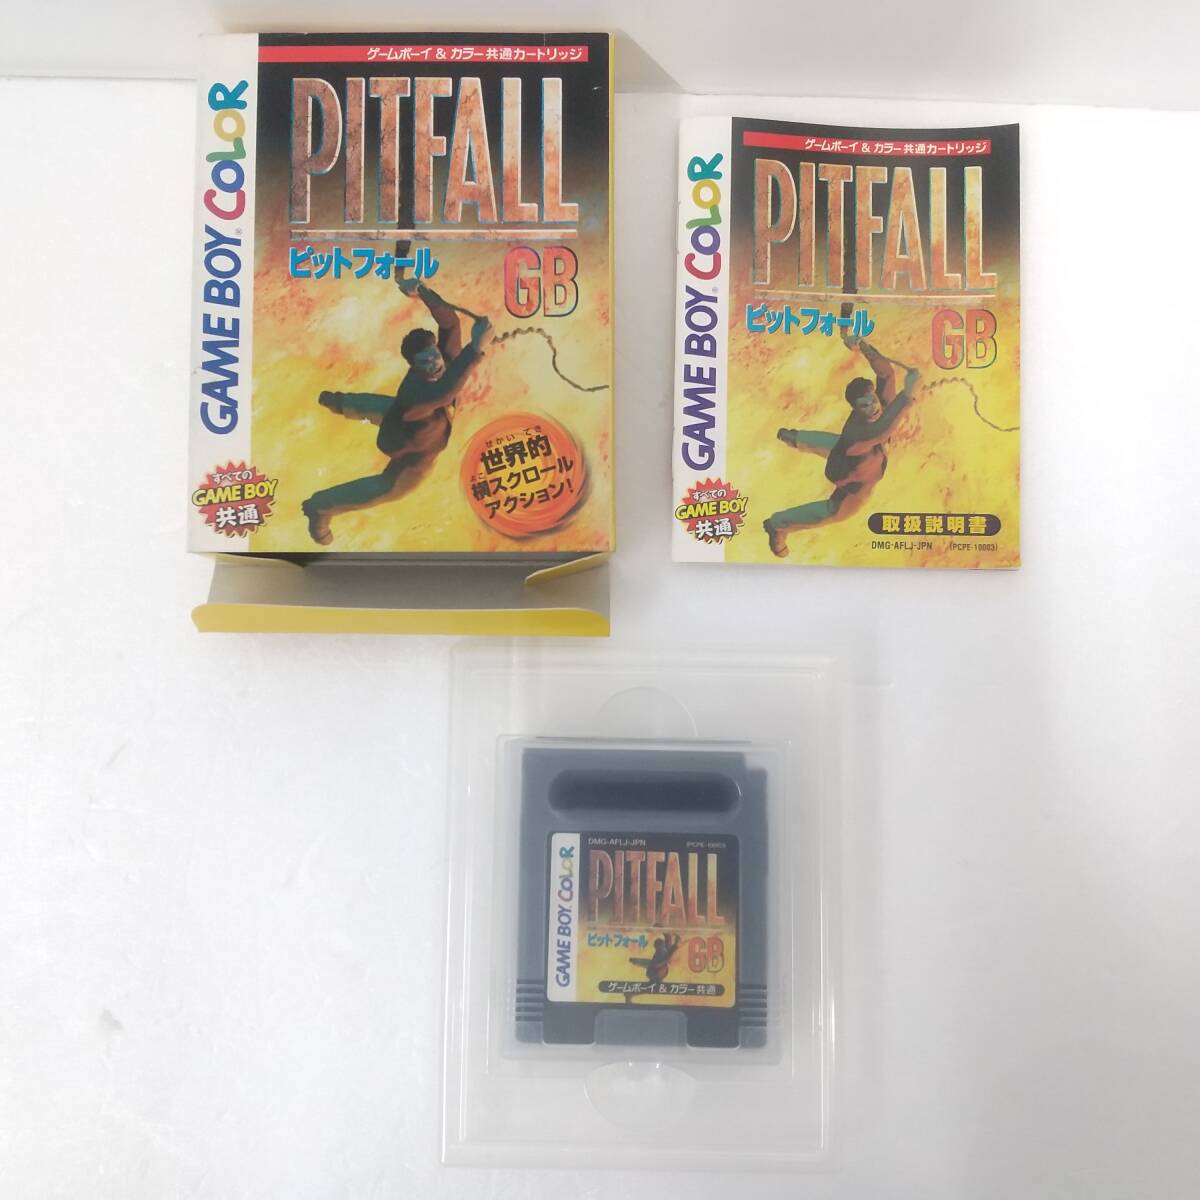 ゲームボーイ & カラー共通カートリッジ
PITFALL
ピットフォール
GB
GAME BOY COLOR
せかいてき
世界的
よこ
横スクロール
アクション!
すべての
GAME BOY
共通
ゲームボーイ & カラー共通カートリッジ
PITFALL
ピットフォール
GB
GAME BOY COLOR
すべての
GAME BOY
共通
取扱説明書
DMG-AFLJ-JPN (PCPE-10003)
DMG-AFLJ-JPN (PCPE-10003)
PITFALL
ピットフォール
GB
GAME BOY COLOR
ゲームボーイ & カラー共通